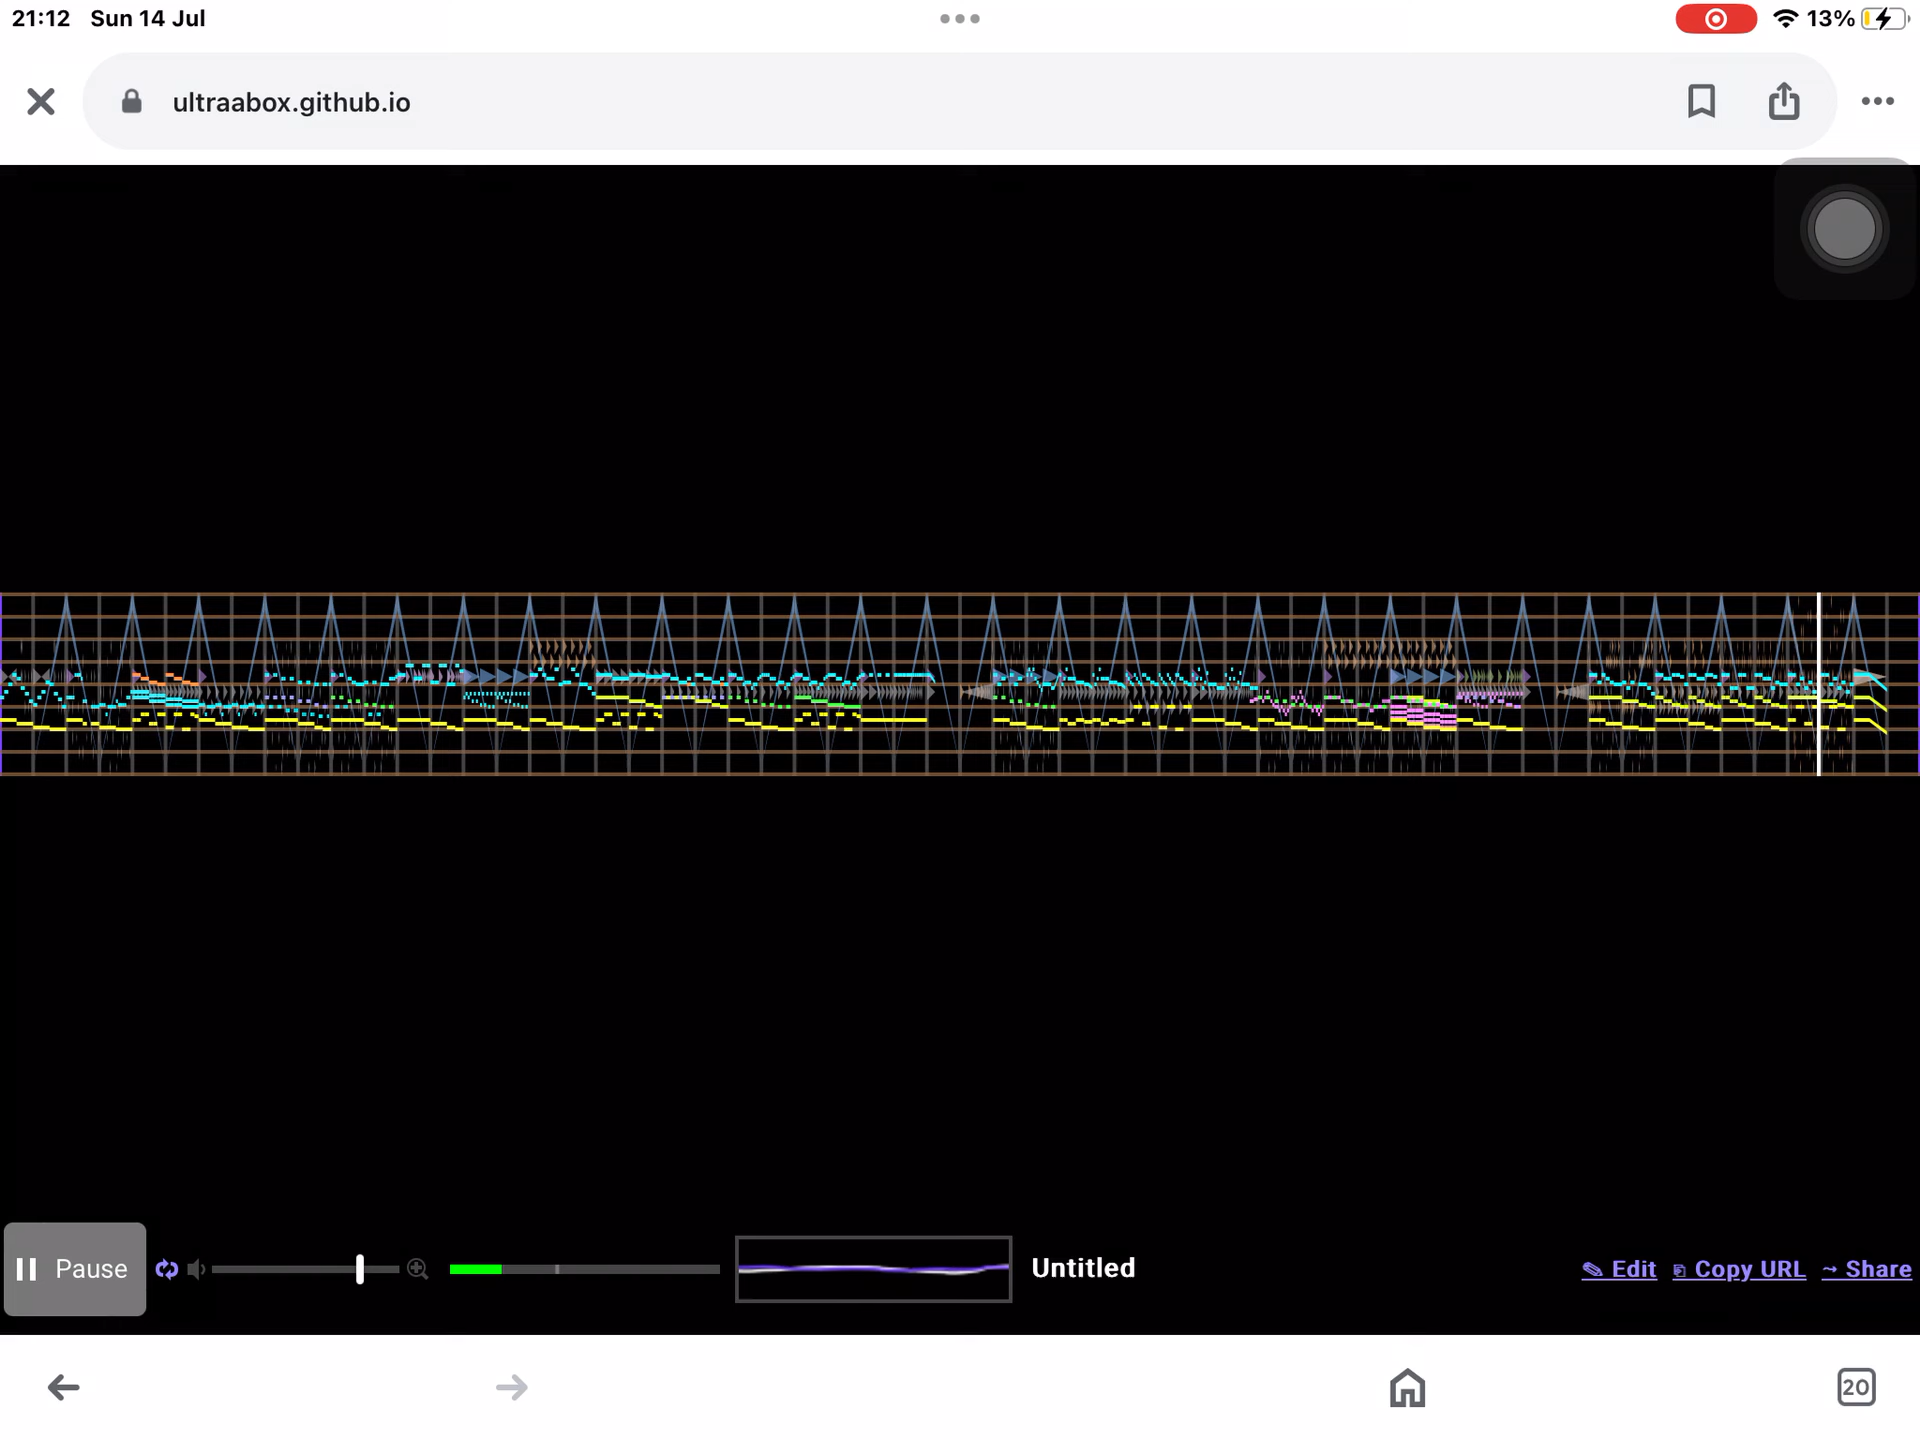 21:12 Sun 14 Jul
13%
ultraabox.github.io
Pause
Untitled
Edit Copy URL Share
20